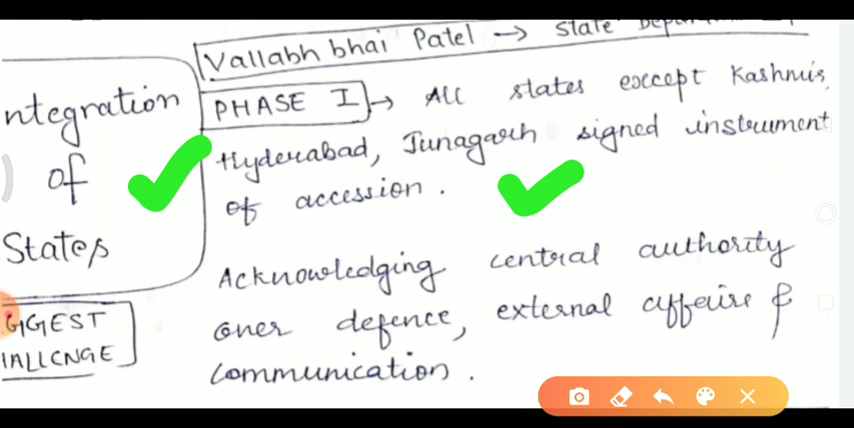 Vallabh bhai Patel → State
ntegration
of
States
GGEST
HALLENGE
PHASE I → All states except Kashmir,
Hyderabad, Junagarh signed instrument
of accession.
Acknowledging central authority
over defence, external affairs &
communication.